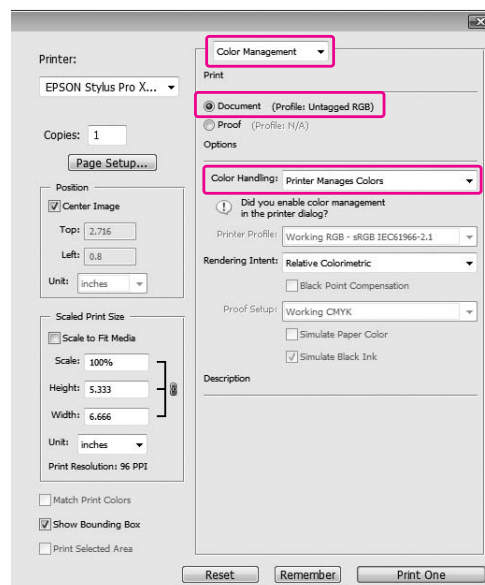 Printer:
EPSON Stylus Pro X...
Copies: 1
Page Setup...
Position
Center Image
Top: 2.716
Left: 0.8
Unit: inches
Scaled Print Size
Scale to Fit Media
Scale: 100%
Height: 5.333
Width: 6.666
Unit: inches
Print Resolution: 96 PPI
Match Print Colors
Show Bounding Box
Print Selected Area
Color Management
Print
Document (Profile: Untagged RGB)
Proof (Profile: N/A)
Options
Color Handling: Printer Manages Colors
Did you enable color management
in the printer dialog?
Printer Profile: Working RGB - sRGB IEC61966-2.1
Rendering Intent: Relative Colorimetric
Black Point Compensation
Proof Setup: Working CMYK
Simulate Paper Color
Simulate Black Ink
Description
Reset Remember Print One